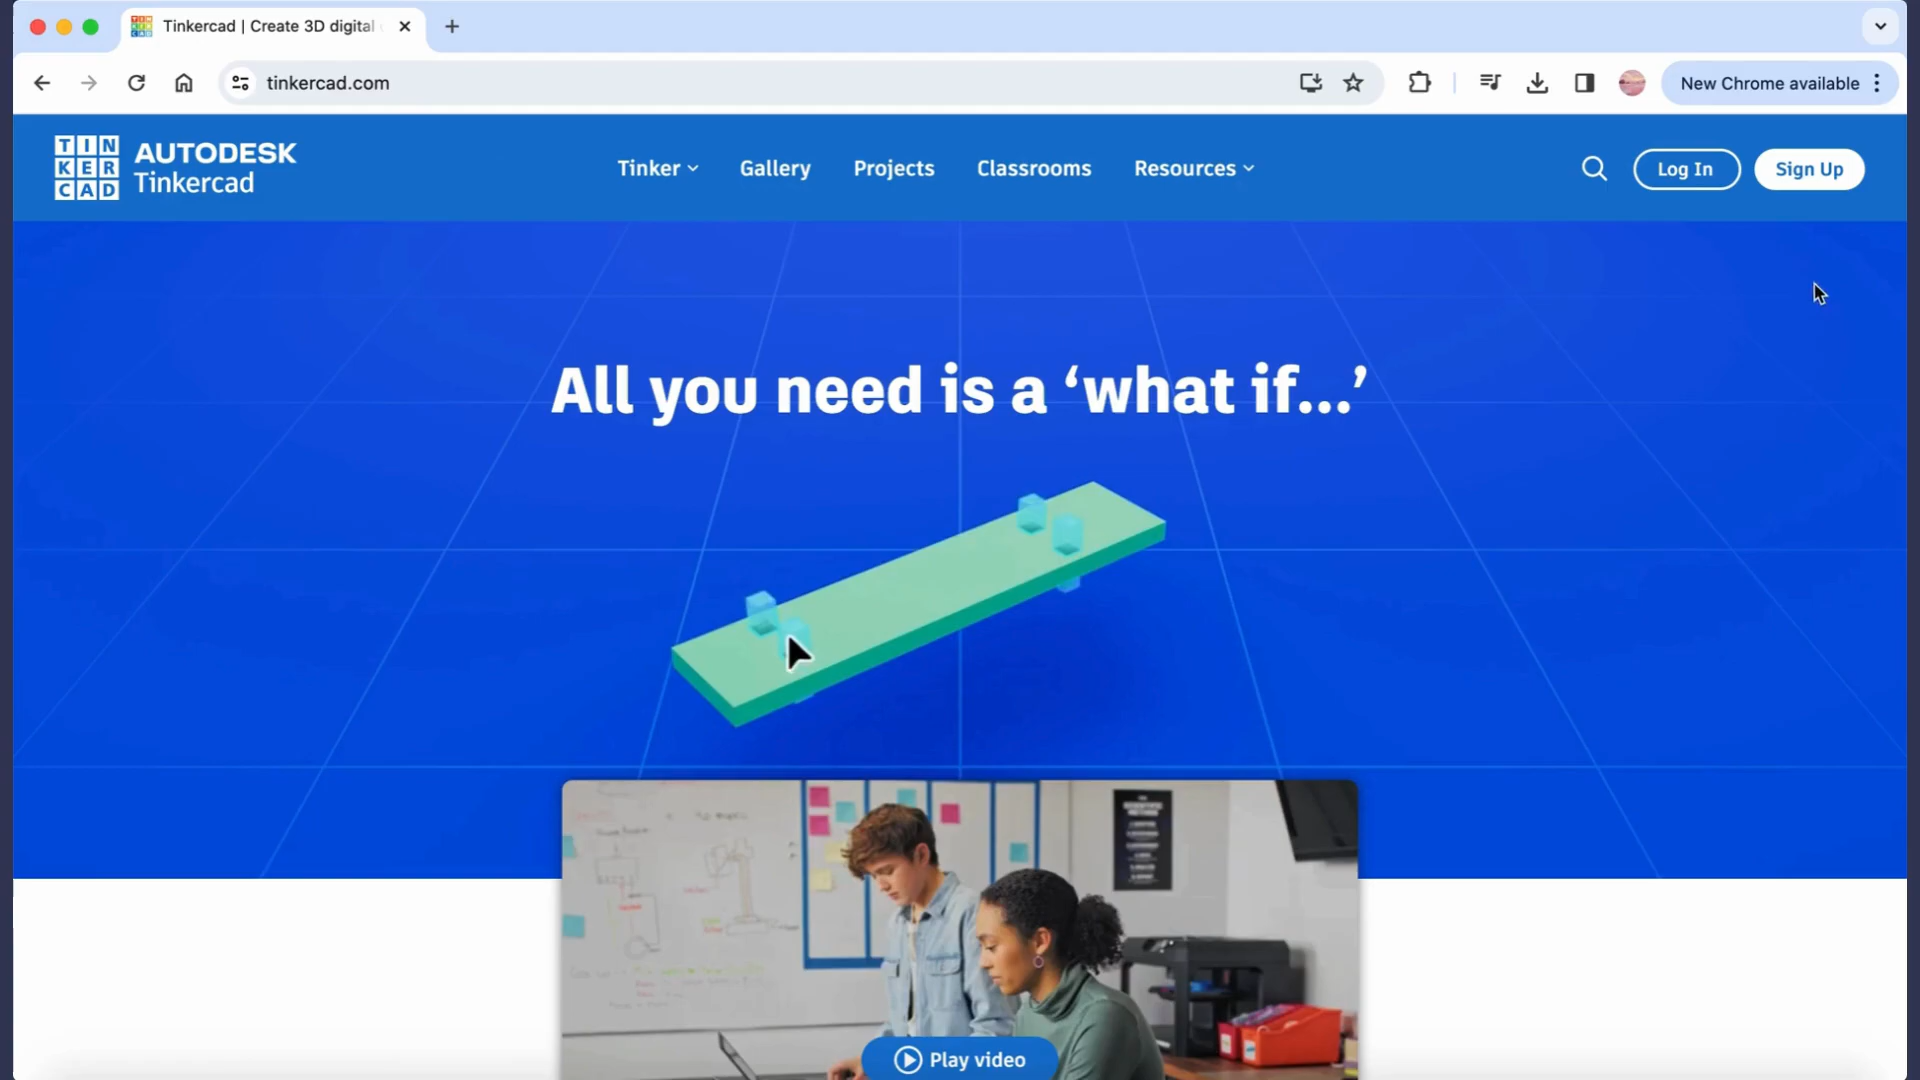 Tinkercad | Create 3D digital
tinkercad.com
New Chrome available
TIN
KER
CAD
AUTODESK
Tinkercad
Tinker
Gallery
Projects
Classrooms
Resources
Log In
Sign Up
All you need is a ‘what if...’
Play video